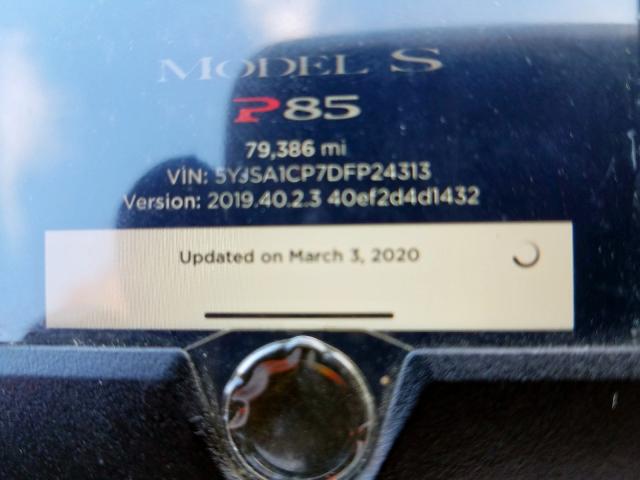 MODEL S
P85
79,386 mi
VIN: 5YJSA1CP7DFP24313
Version: 2019.40.2.3 40ef2d4d1432
Updated on March 3, 2020